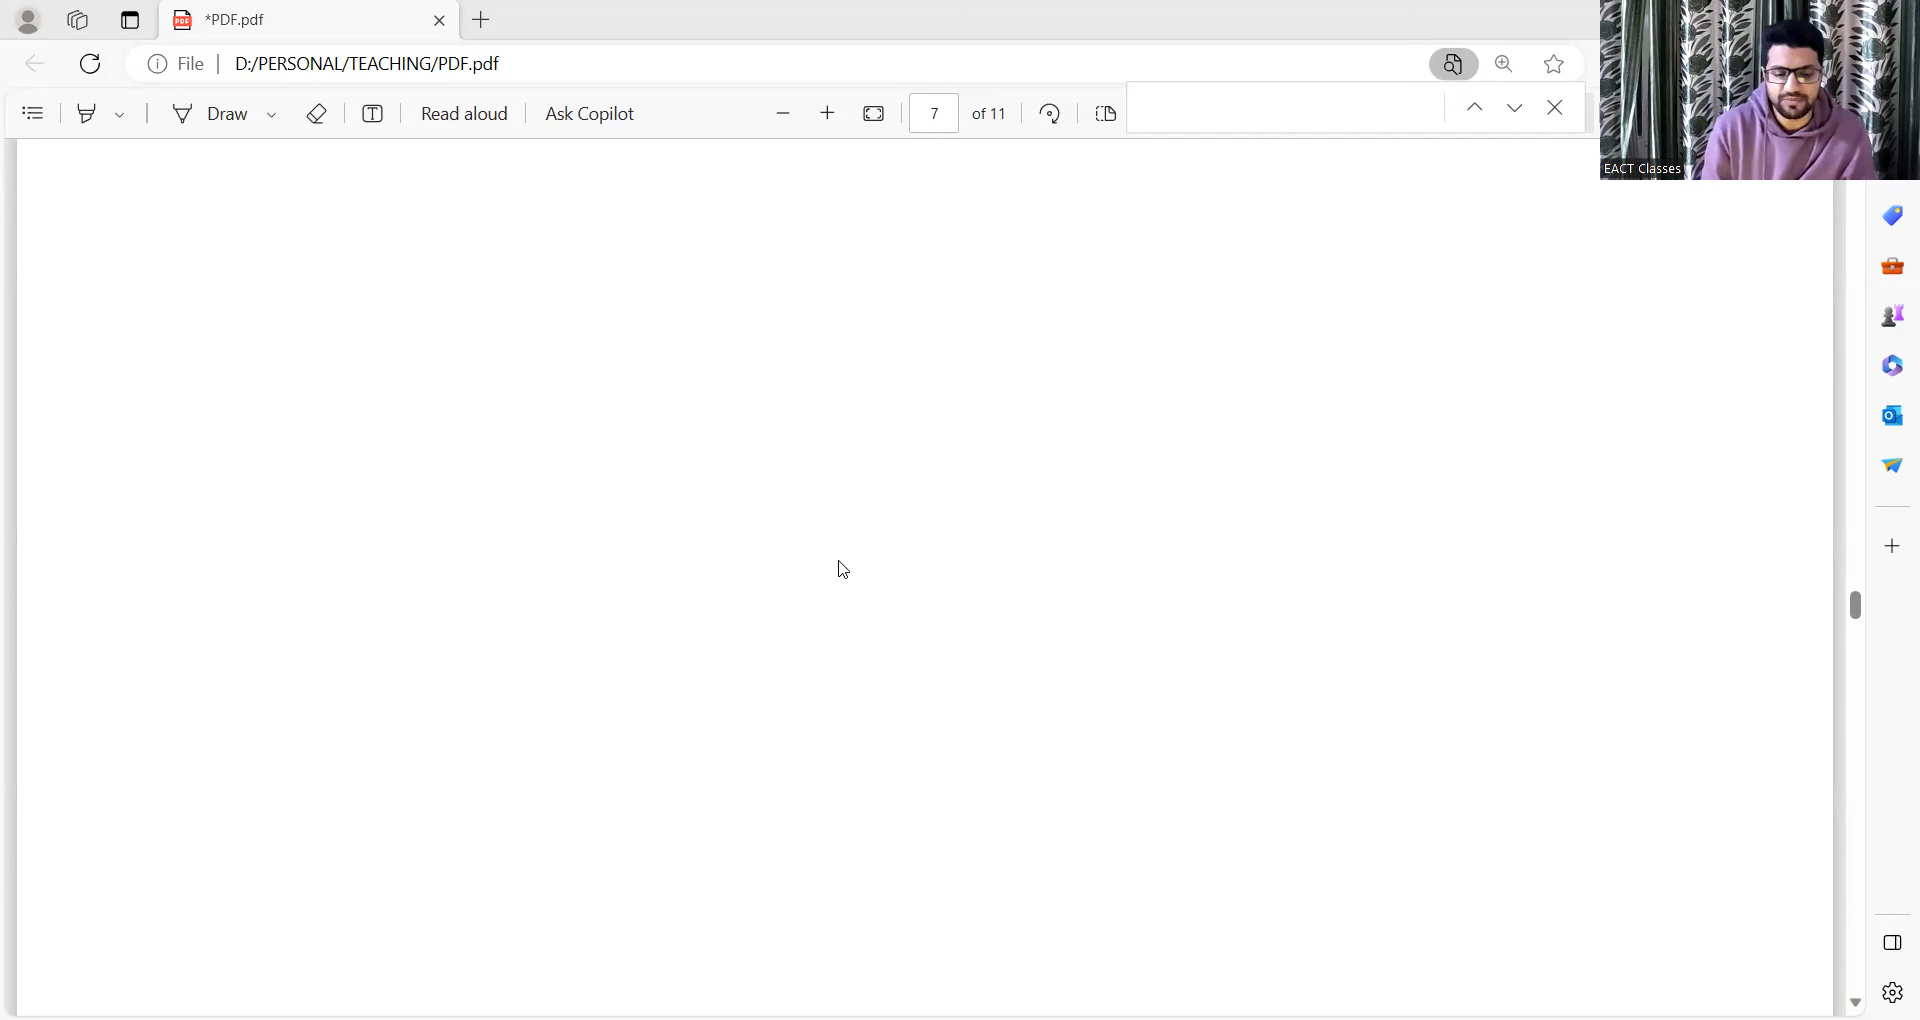 *PDF.pdf
File
D:/PERSONAL/TEACHING/PDF.pdf
Draw
Read aloud
Ask Copilot
7
of 11
EACT Classes